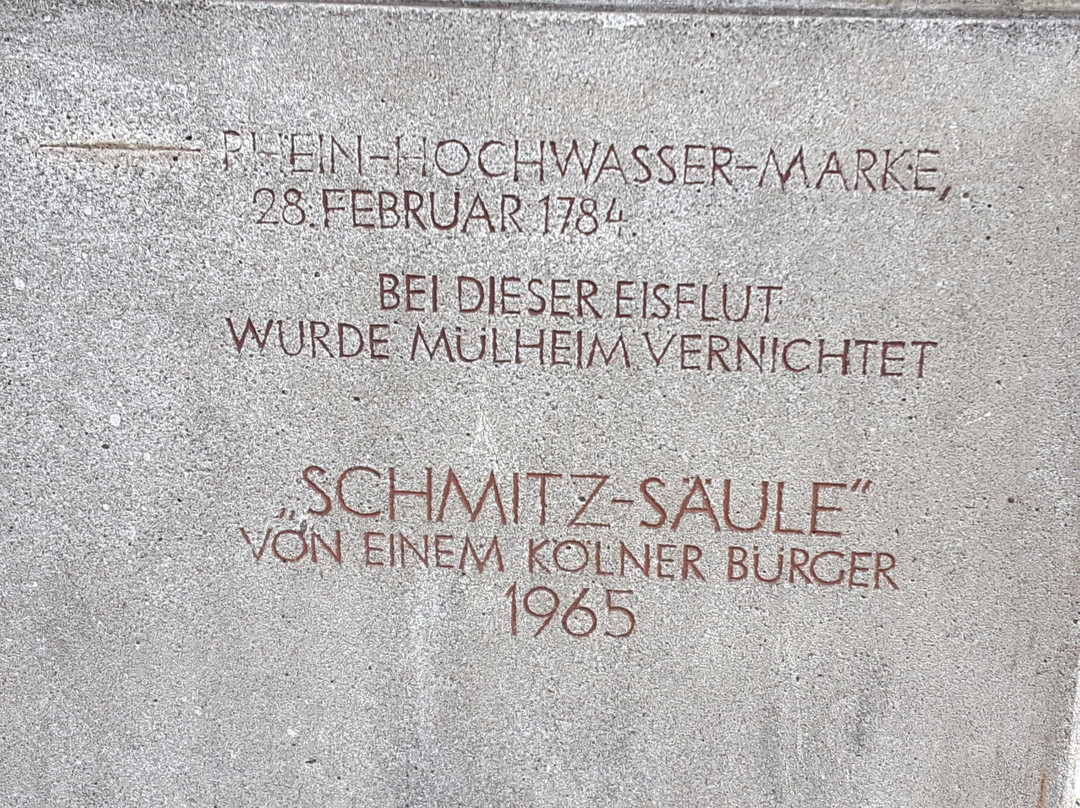 RHEIN-HOCHWASSER-MARKE,
28. FEBRUAR 1784.
BEI DIESER EISFLUT
WURDE MÜLHEIM VERNICHTET
„SCHMITZ-SÄULE“
VON EINEM KÖLNER BÜRGER
1965